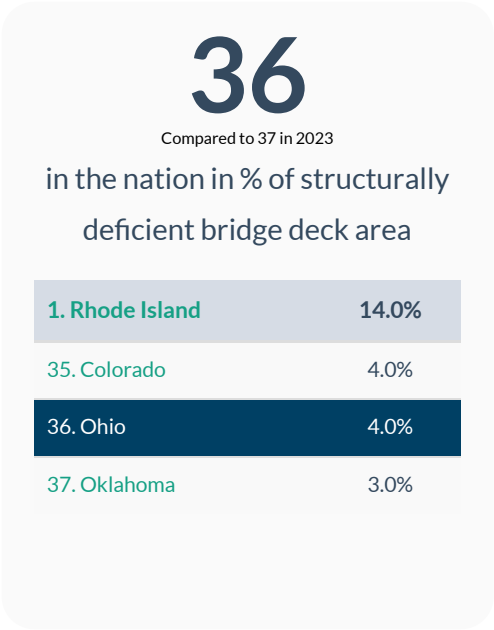 36
Compared to 37 in 2023
in the nation in % of structurally
deficient bridge deck area
1. Rhode Island 14.0%
35. Colorado 4.0%
36. Ohio 4.0%
37. Oklahoma 3.0%